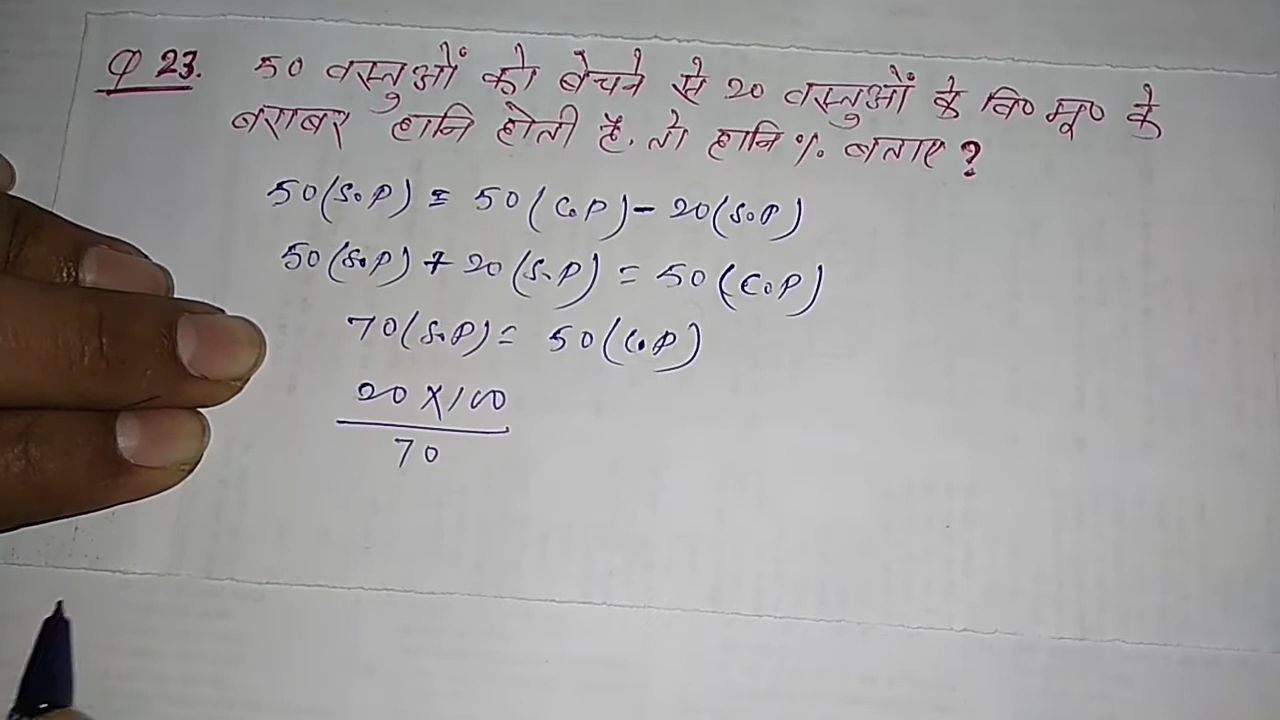 Q 23. 50 वस्तुओं को बेचने से 20 वस्तुओं के वि० मू० के
बराबर हानि होती है. तो हानि %. बताए?
50(S.P) = 50(C.P) - 20(S.P)
50(S.P) + 20(S.P) = 50(C.P)
70(S.P) = 50(C.P)
20 × 100
70